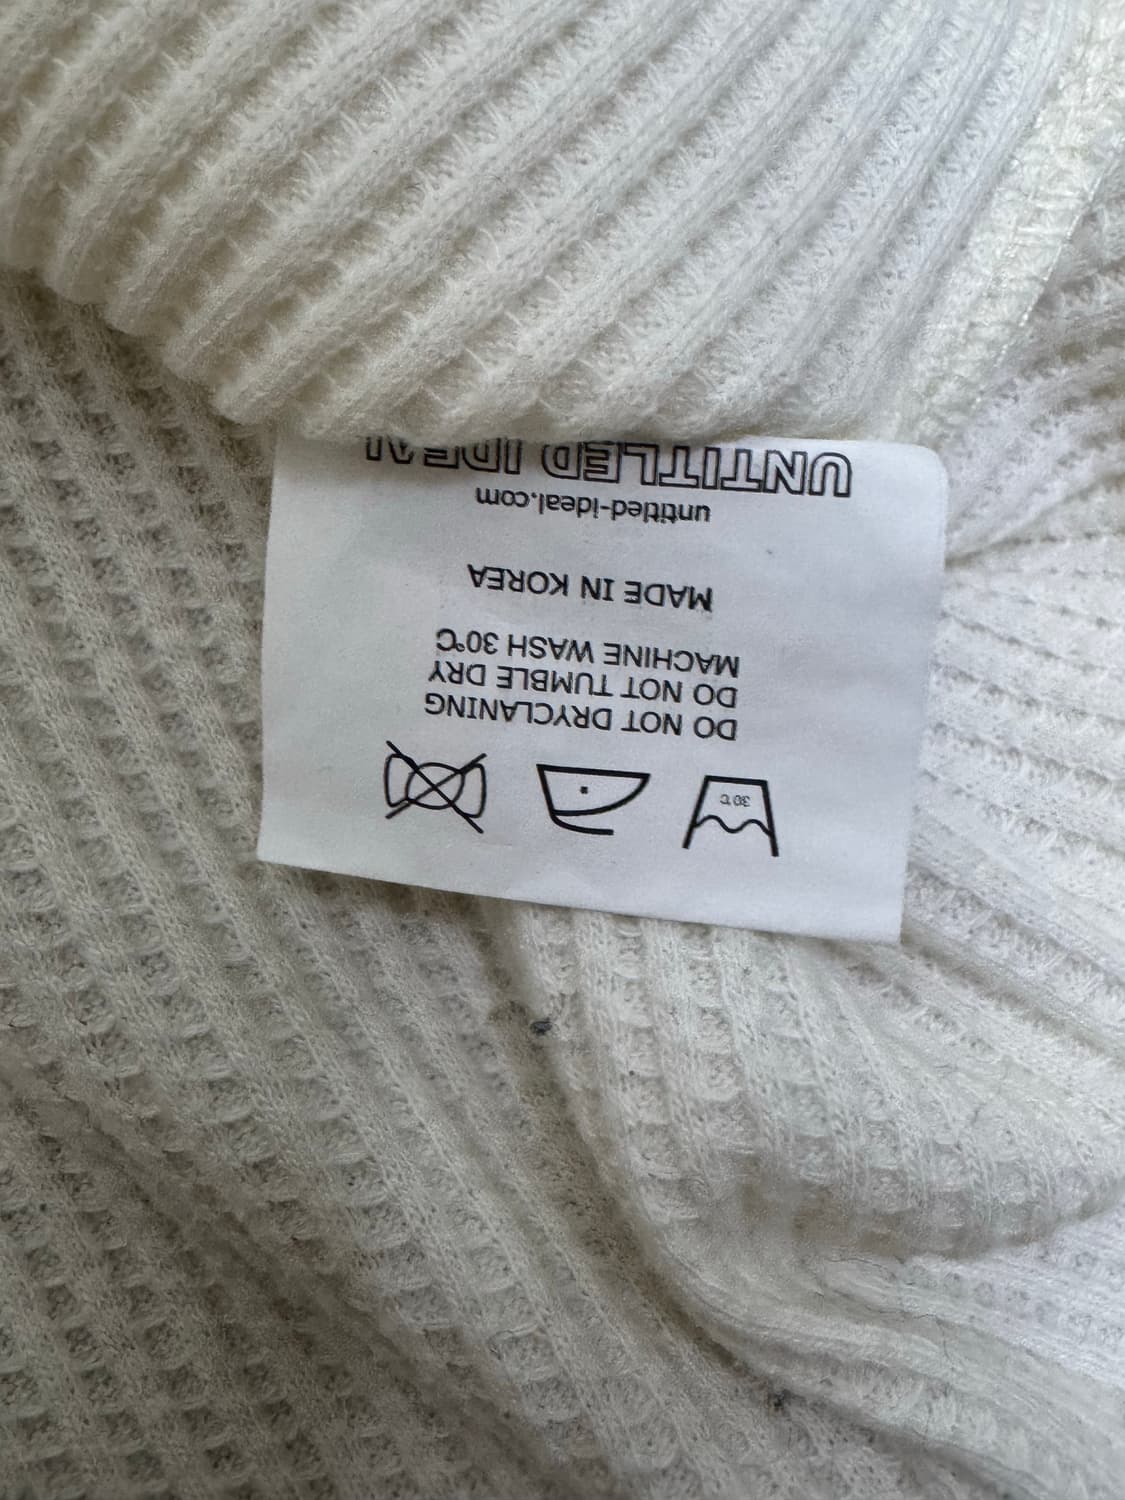 UNTITLED IDEAL
untitled-ideal.com
MADE IN KOREA
MACHINE WASH 30℃
DO NOT TUMBLE DRY
DO NOT DRYCLANING
30℃